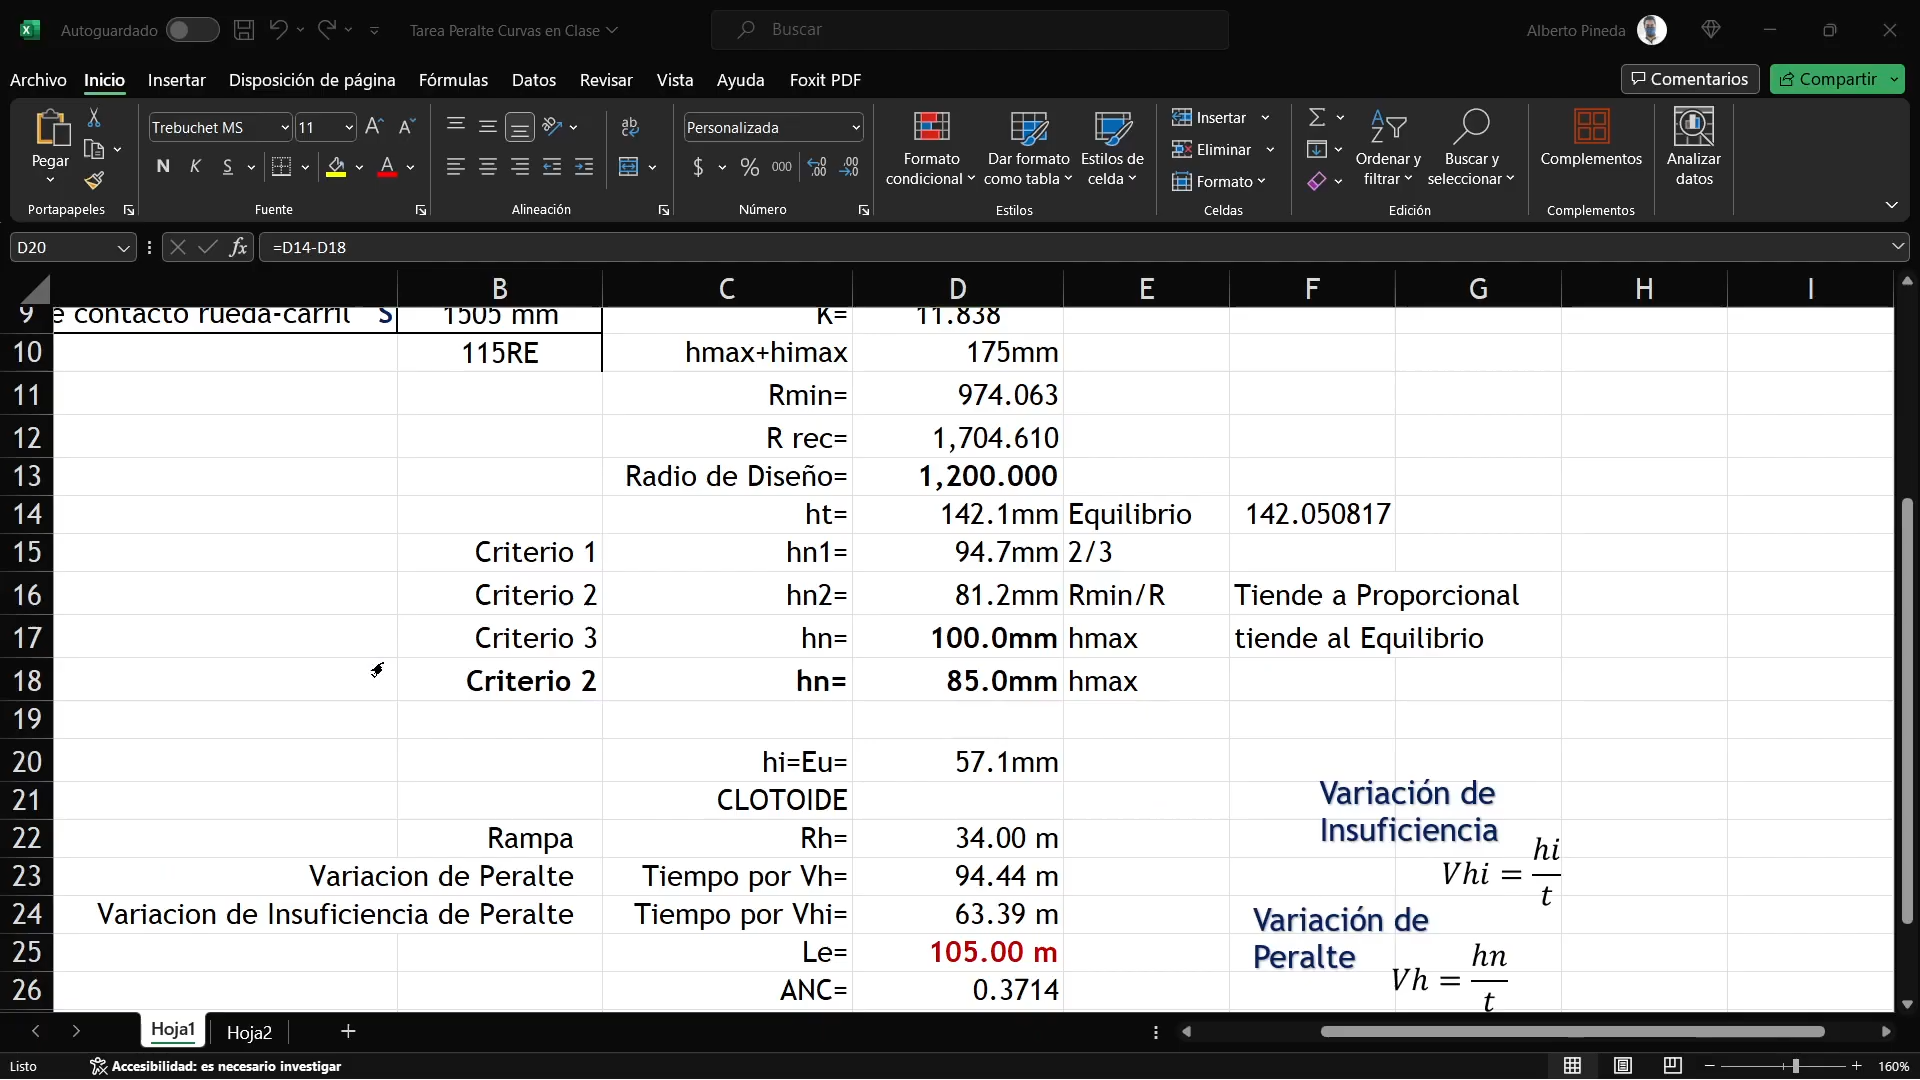 Autoguardado
Tarea Peralte Curvas en Clase
Buscar
Alberto Pineda
Archivo Inicio Insertar Disposición de página Fórmulas Datos Revisar Vista Ayuda Foxit PDF
Comentarios Compartir
Pegar
Portapapeles
Trebuchet MS 11
N K S
Fuente
Alineación
Personalizada
$ % 000
Número
Formato condicional
Dar formato como tabla
Estilos de celda
Estilos
Insertar
Eliminar
Formato
Celdas
Ordenar y filtrar
Buscar y seleccionar
Edición
Complementos
Complementos
Analizar datos
D20 fx =D14-D18
B C D E F G H I
9 e contacto rueda-carril S 1505 mm K= 11.838
10 115RE hmax+himax 175mm
11 Rmin= 974.063
12 R rec= 1,704.610
13 Radio de Diseño= 1,200.000
14 ht= 142.1mm Equilibrio 142.050817
15 Criterio 1 hn1= 94.7mm 2/3
16 Criterio 2 hn2= 81.2mm Rmin/R Tiende a Proporcional
17 Criterio 3 hn= 100.0mm hmax tiende al Equilibrio
18 Criterio 2 hn= 85.0mm hmax
19
20 hi=Eu= 57.1mm
21 CLOTOIDE
22 Rampa Rh= 34.00 m
23 Variacion de Peralte Tiempo por Vh= 94.44 m
24 Variacion de Insuficiencia de Peralte Tiempo por Vhi= 63.39 m
25 Le= 105.00 m
26 ANC= 0.3714
Variación de
Insuficiencia
Vhi = hi/t
Variación de
Peralte
Vh = hn/t
Hoja1 Hoja2
Listo Accesibilidad: es necesario investigar 160%